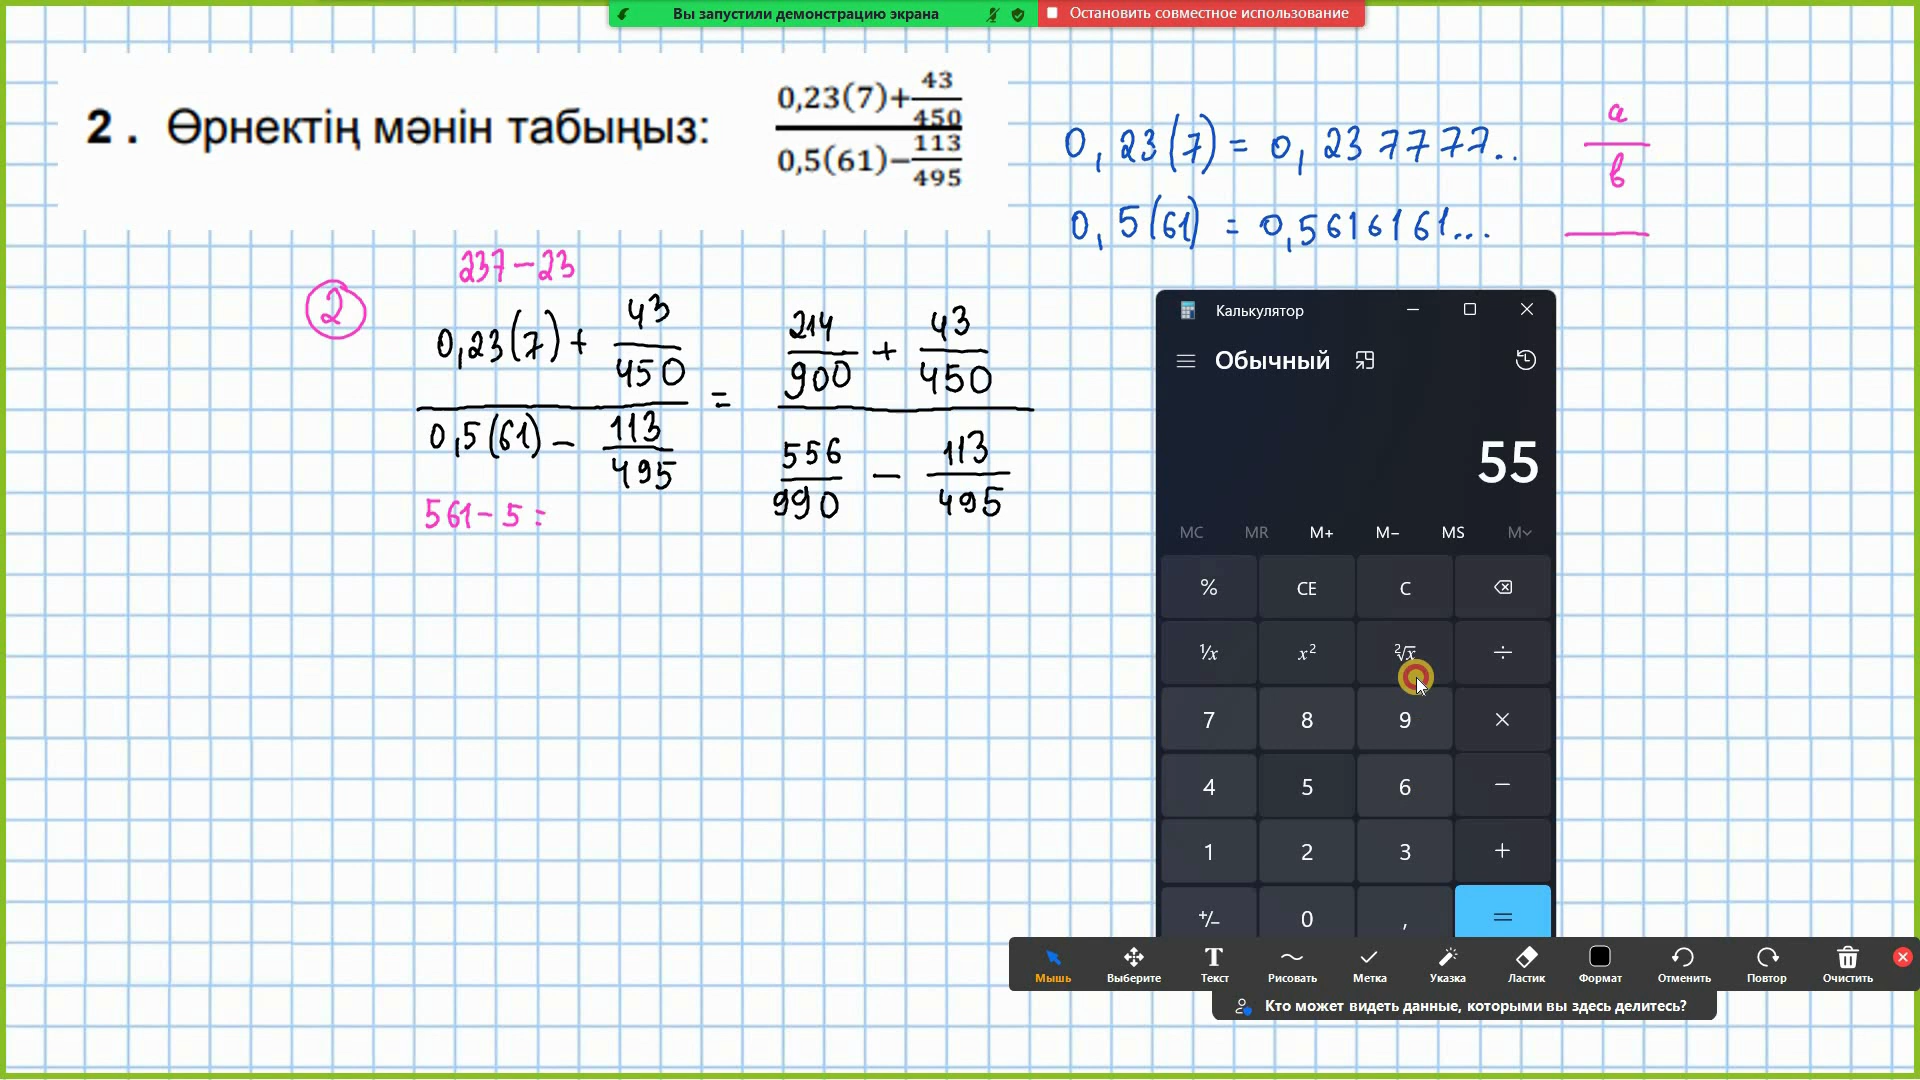 Вы запустили демонстрацию экрана
Остановить совместное использование
2 . Өрнектің мәнін табыңыз: (0,23(7)+43/450)/(0,5(61)−113/495)
0,23(7) = 0,237777..
a/b
0,5(61) = 0,5616161...
237 − 23
2
(0,23(7) + 43/450)/(0,5(61) − 113/495) = (214/900 + 43/450)/(556/990 − 113/495)
561 − 5 =
Калькулятор
Обычный
55
MC MR M+ M− MS M˅
% CE C
¹/x x² ²√x ÷
7 8 9 ×
4 5 6 −
1 2 3 +
+/− 0 , =
Мышь Выберите Текст Рисовать Метка Указка Ластик Формат Отменить Повтор Очистить
Кто может видеть данные, которыми вы здесь делитесь?